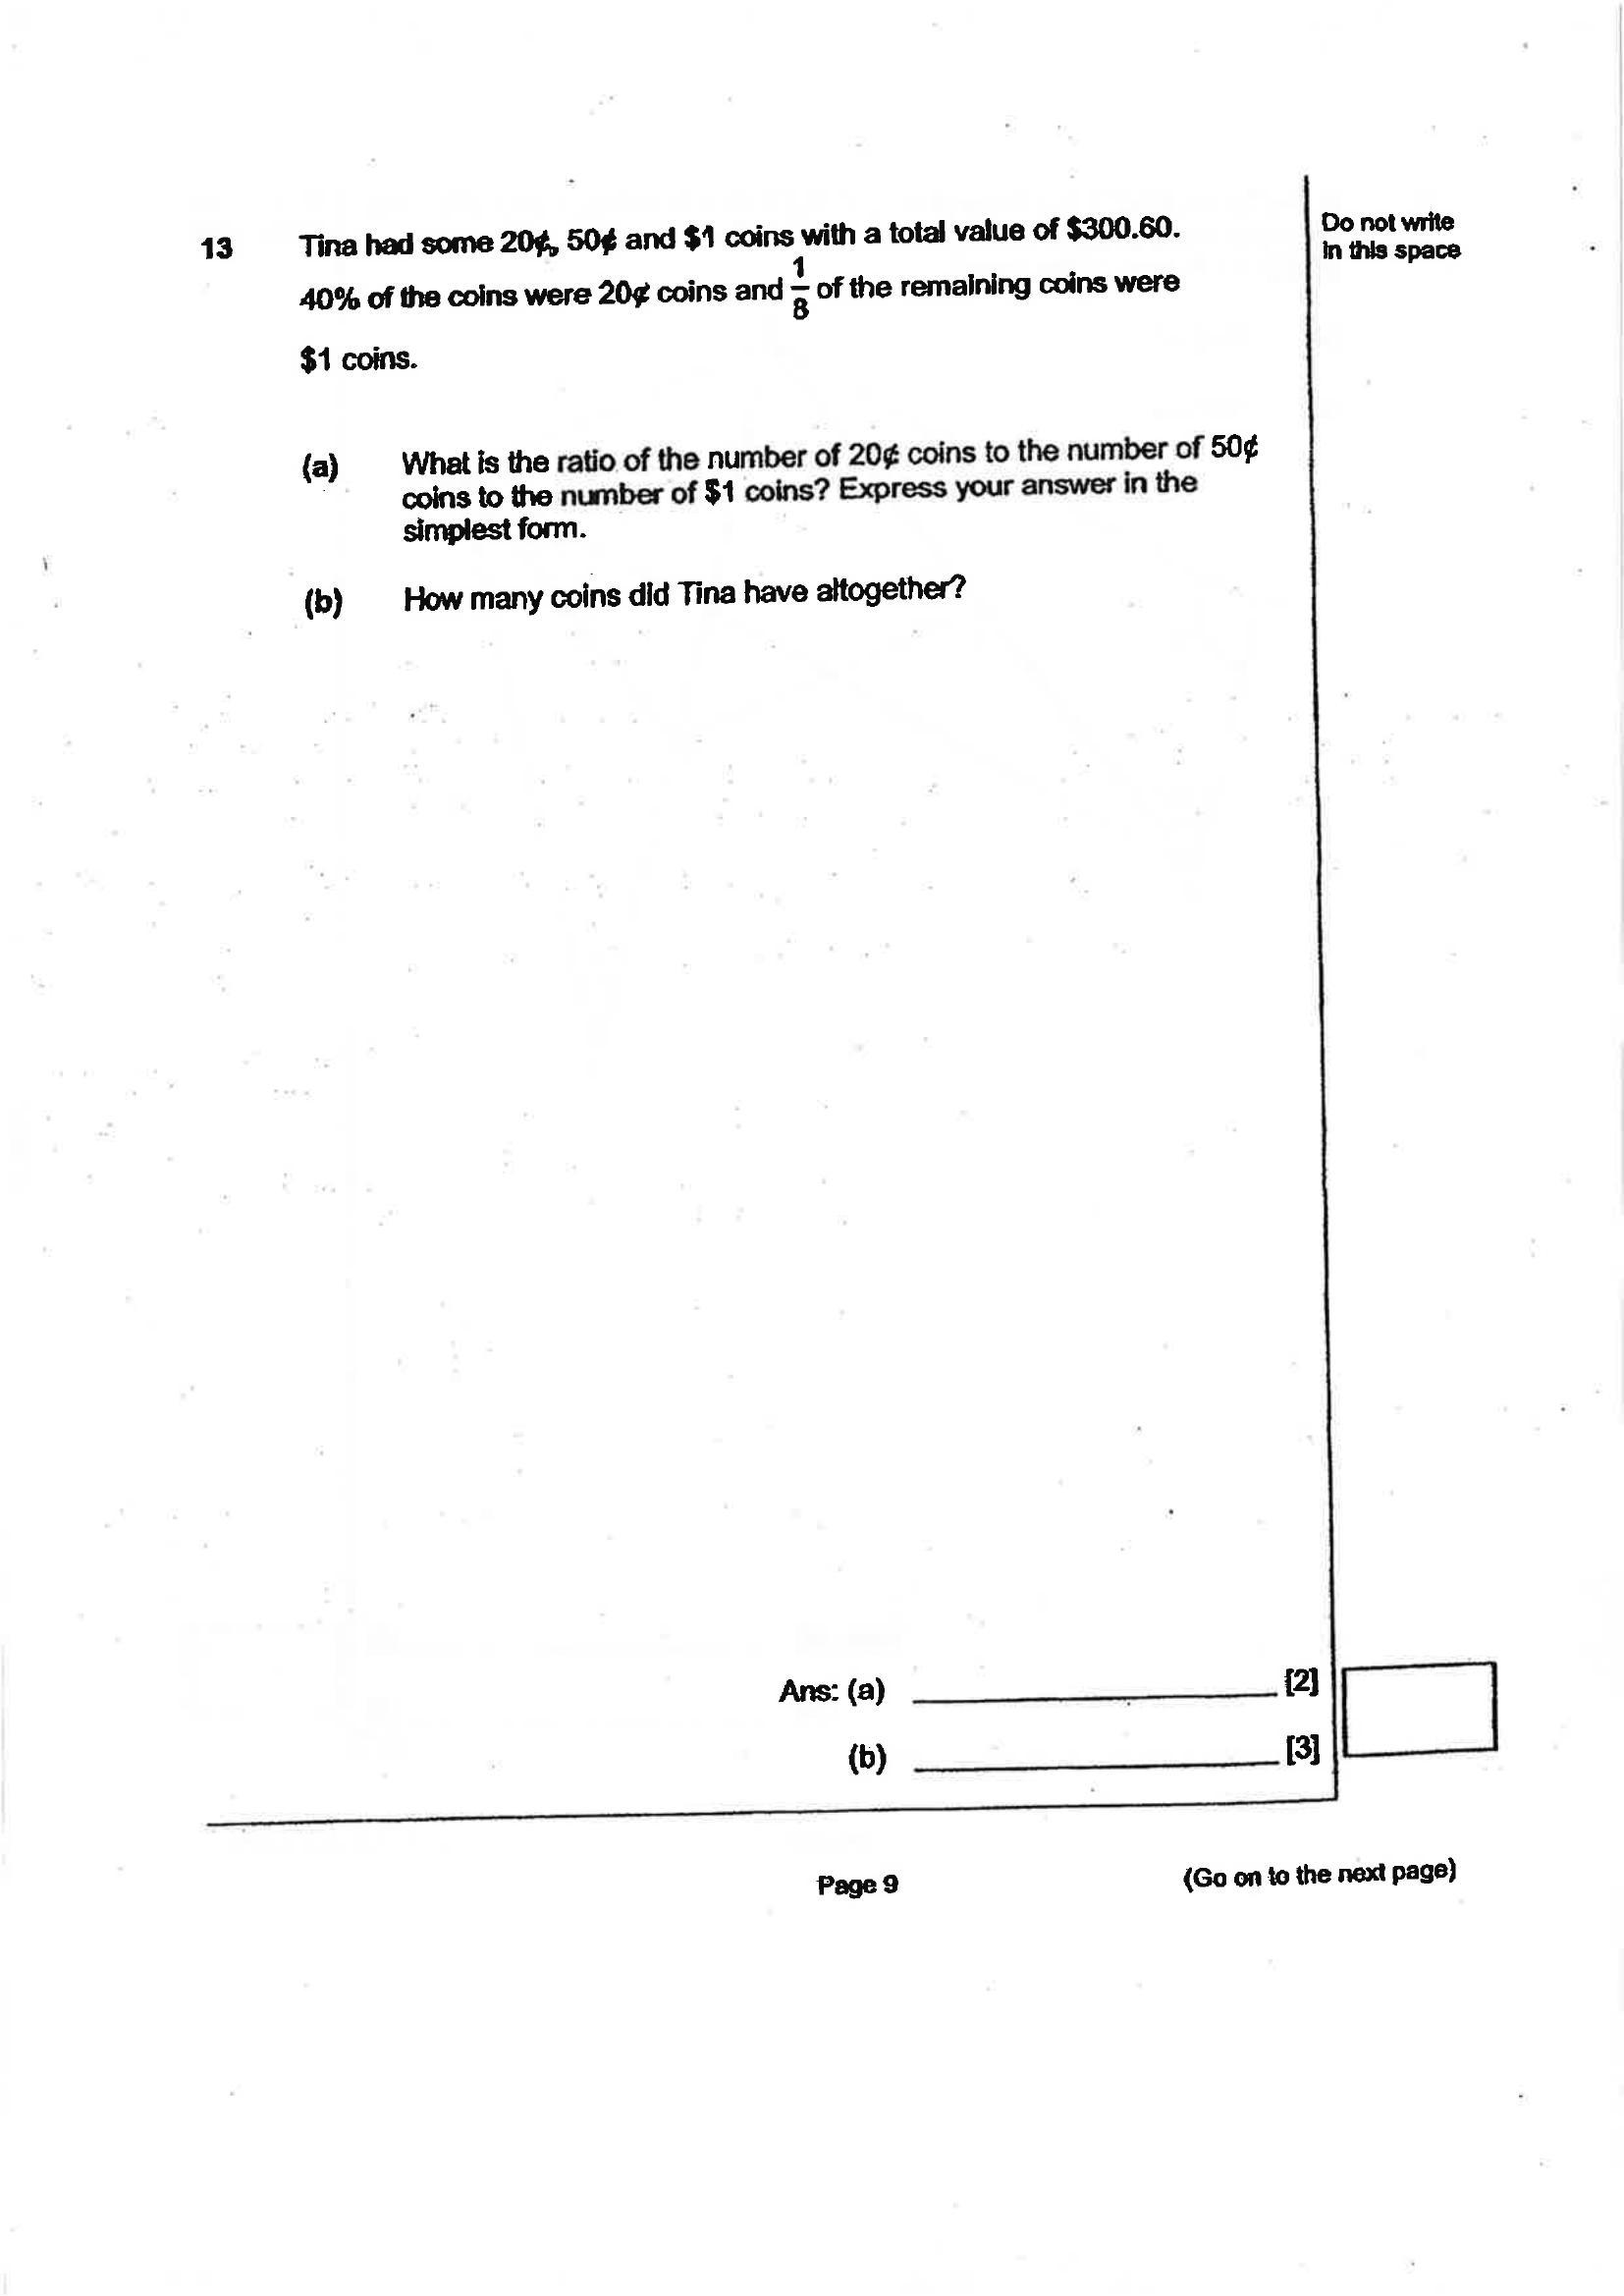 13 Tina had some 20¢, 50¢ and $1 coins with a total value of $300.60.
40% of the coins were 20¢ coins and 1/8 of the remaining coins were
$1 coins.
Do not write
in this space
(a) What is the ratio of the number of 20¢ coins to the number of 50¢
coins to the number of $1 coins? Express your answer in the
simplest form.
(b) How many coins did Tina have altogether?
Ans: (a) ____________ [2]
(b) ____________ [3]
Page 9
(Go on to the next page)